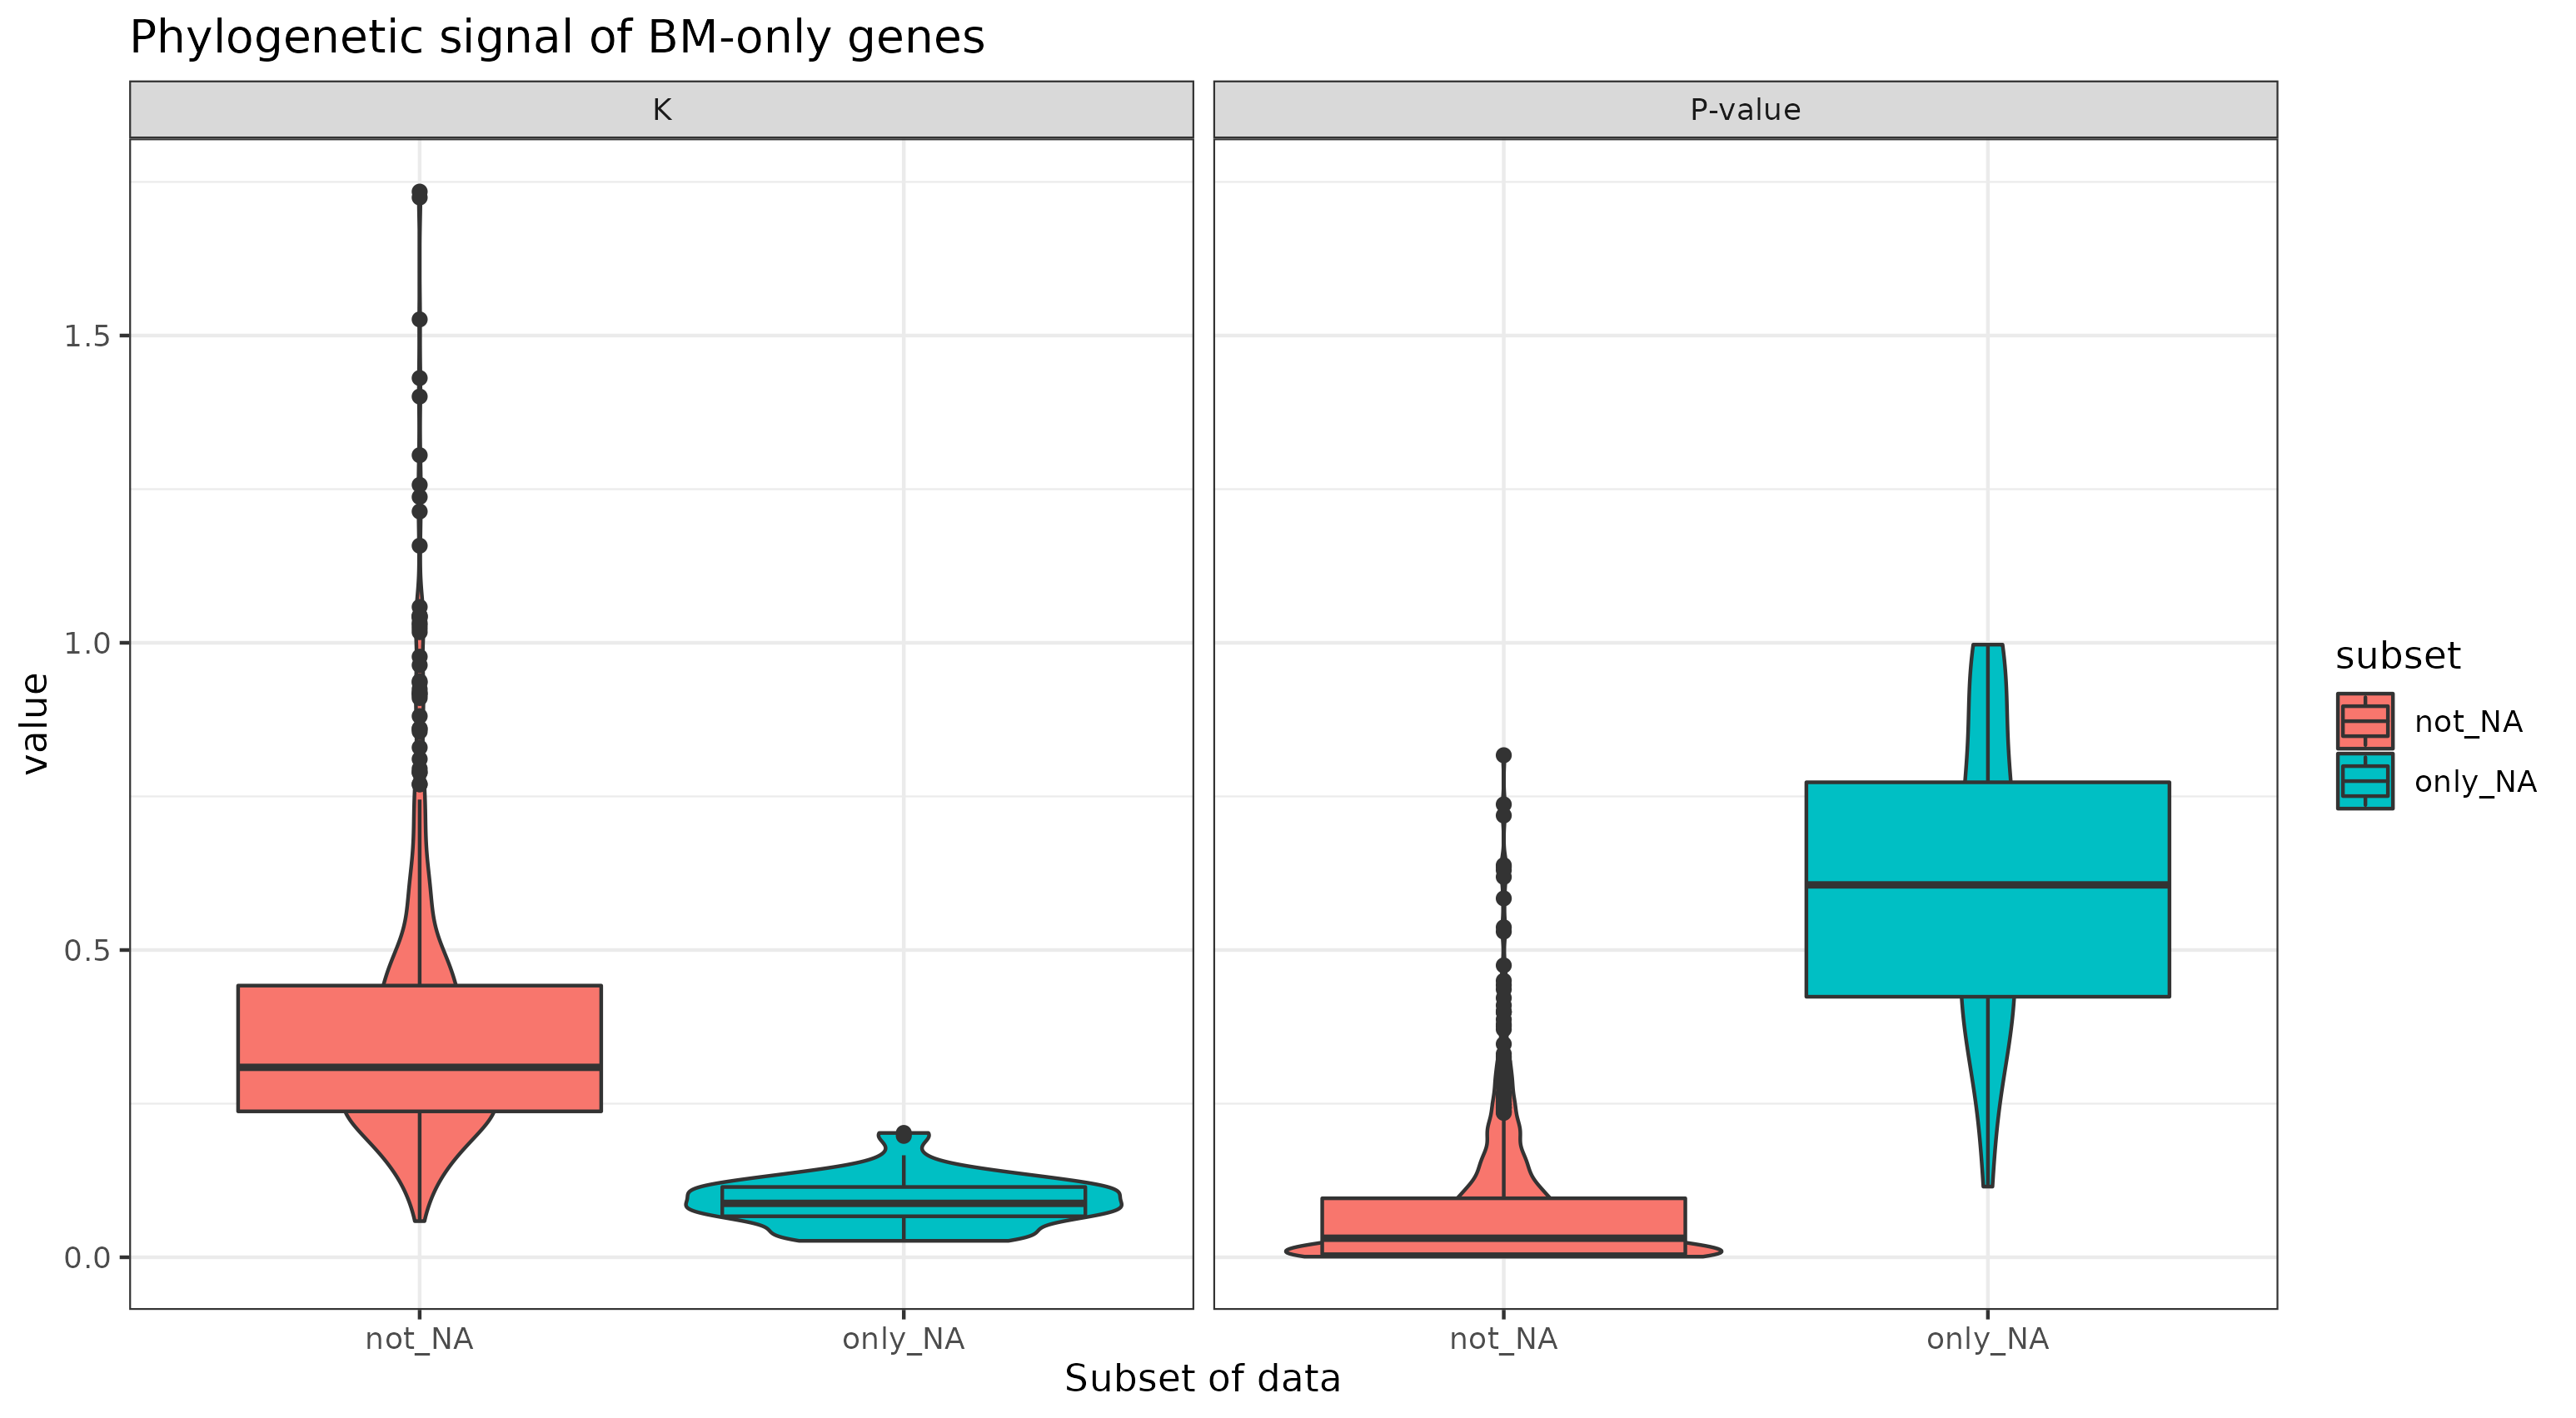 Phylogenetic signal of BM-only genes
K
P-value
value
1.5
1.0
0.5
0.0
not_NA
only_NA
not_NA
only_NA
Subset of data
subset
not_NA
only_NA